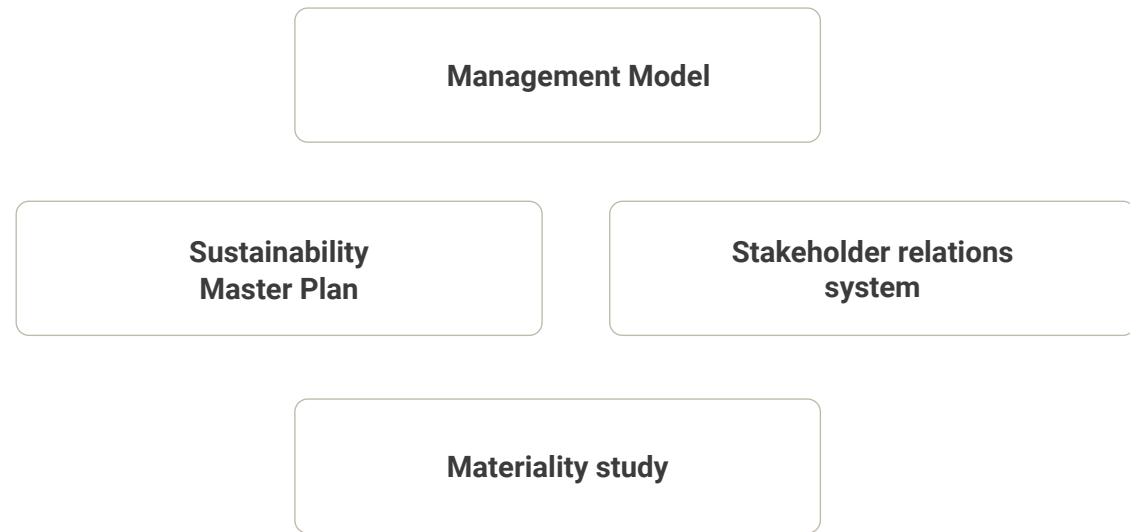 Management Model
Sustainability
Master Plan
Stakeholder relations
system
Materiality study